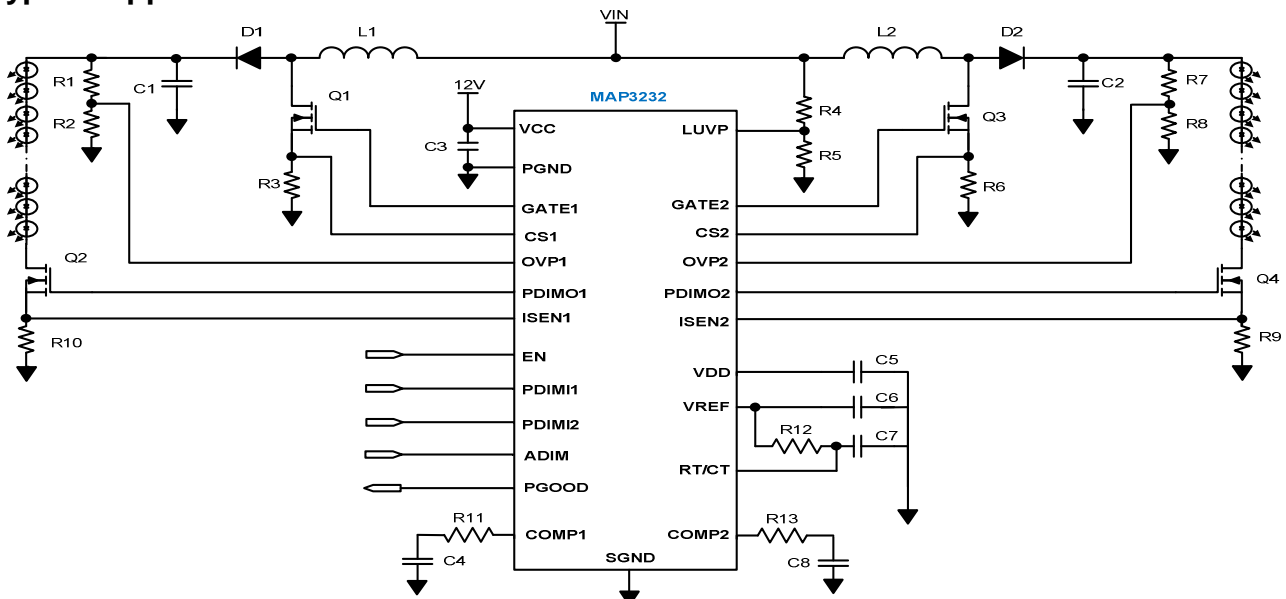 VIN
D1
L1
L2
D2
R1
C1
Q1
12V
MAP3232
R4
Q3
C2
R7
R2
C3
VCC
LUVP
R8
R5
R3
PGND
R6
GATE1
GATE2
CS1
CS2
Q2
OVP1
OVP2
Q4
PDIMO1
PDIMO2
ISEN1
ISEN2
R10
R9
EN
VDD
C5
PDIMI1
VREF
C6
PDIMI2
R12
C7
ADIM
RT/CT
PGOOD
R11
COMP1
COMP2
R13
C4
SGND
C8